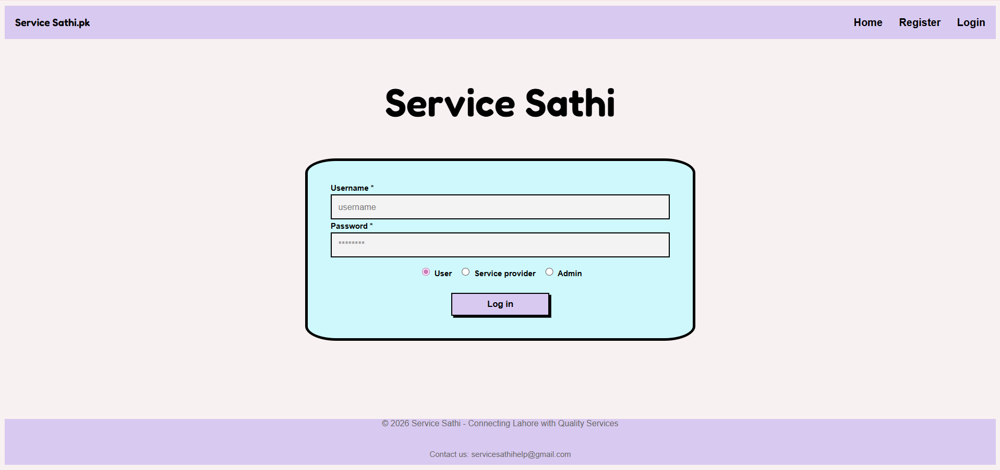 Service Sathi.pk
Home Register Login
Service Sathi
Username *
username
Password *
********
User Service provider Admin
Log in
© 2026 Service Sathi - Connecting Lahore with Quality Services
Contact us: servicesathihelp@gmail.com